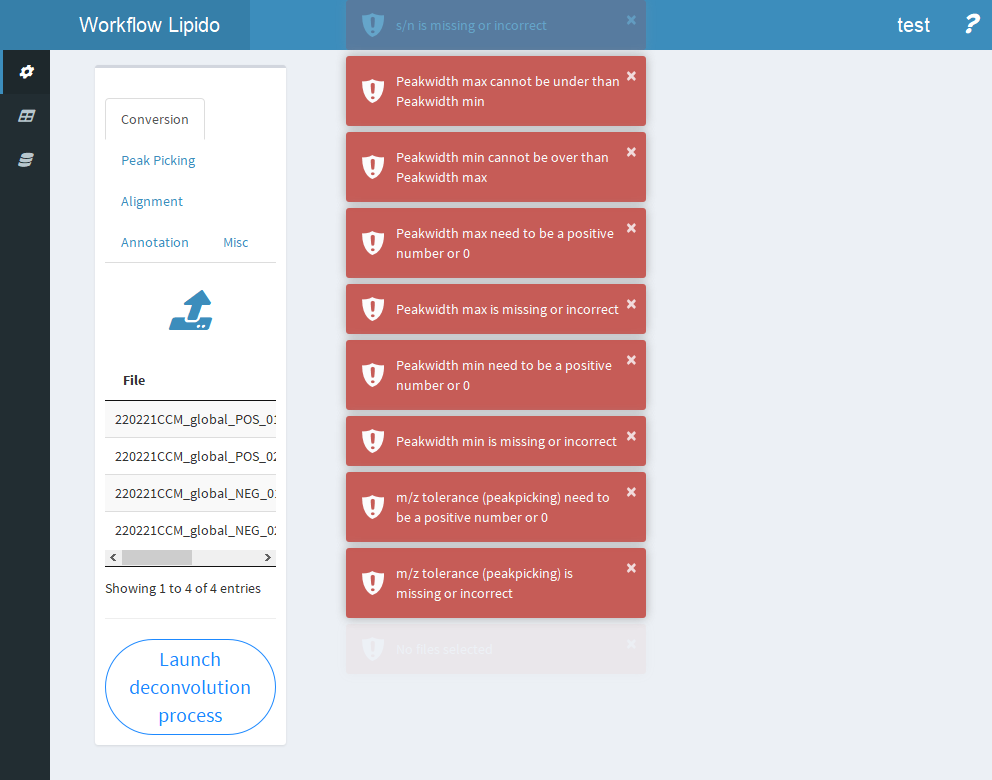 Workflow Lipido
test
?
s/n is missing or incorrect
Peakwidth max cannot be under than
Peakwidth min
Peakwidth min cannot be over than
Peakwidth max
Peakwidth max need to be a positive
number or 0
Peakwidth max is missing or incorrect
Peakwidth min need to be a positive
number or 0
Peakwidth min is missing or incorrect
m/z tolerance (peakpicking) need to
be a positive number or 0
m/z tolerance (peakpicking) is
missing or incorrect
No files selected
Conversion
Peak Picking
Alignment
Annotation Misc
File
220221CCM_global_POS_01
220221CCM_global_POS_02
220221CCM_global_NEG_01
220221CCM_global_NEG_02
Showing 1 to 4 of 4 entries
Launch
deconvolution
process